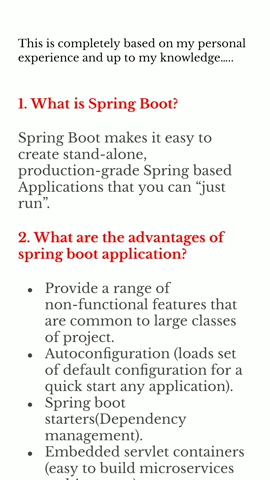 This is completely based on my personal
experience and up to my knowledge.....
1. What is Spring Boot?
Spring Boot makes it easy to
create stand-alone,
production-grade Spring based
Applications that you can “just
run”.
2. What are the advantages of
spring boot application?
● Provide a range of
non-functional features that
are common to large classes
of project.
● Autoconfiguration (loads set
of default configuration for a
quick start any application).
● Spring boot
starters(Dependency
management).
● Embedded servlet containers
(easy to build microservices